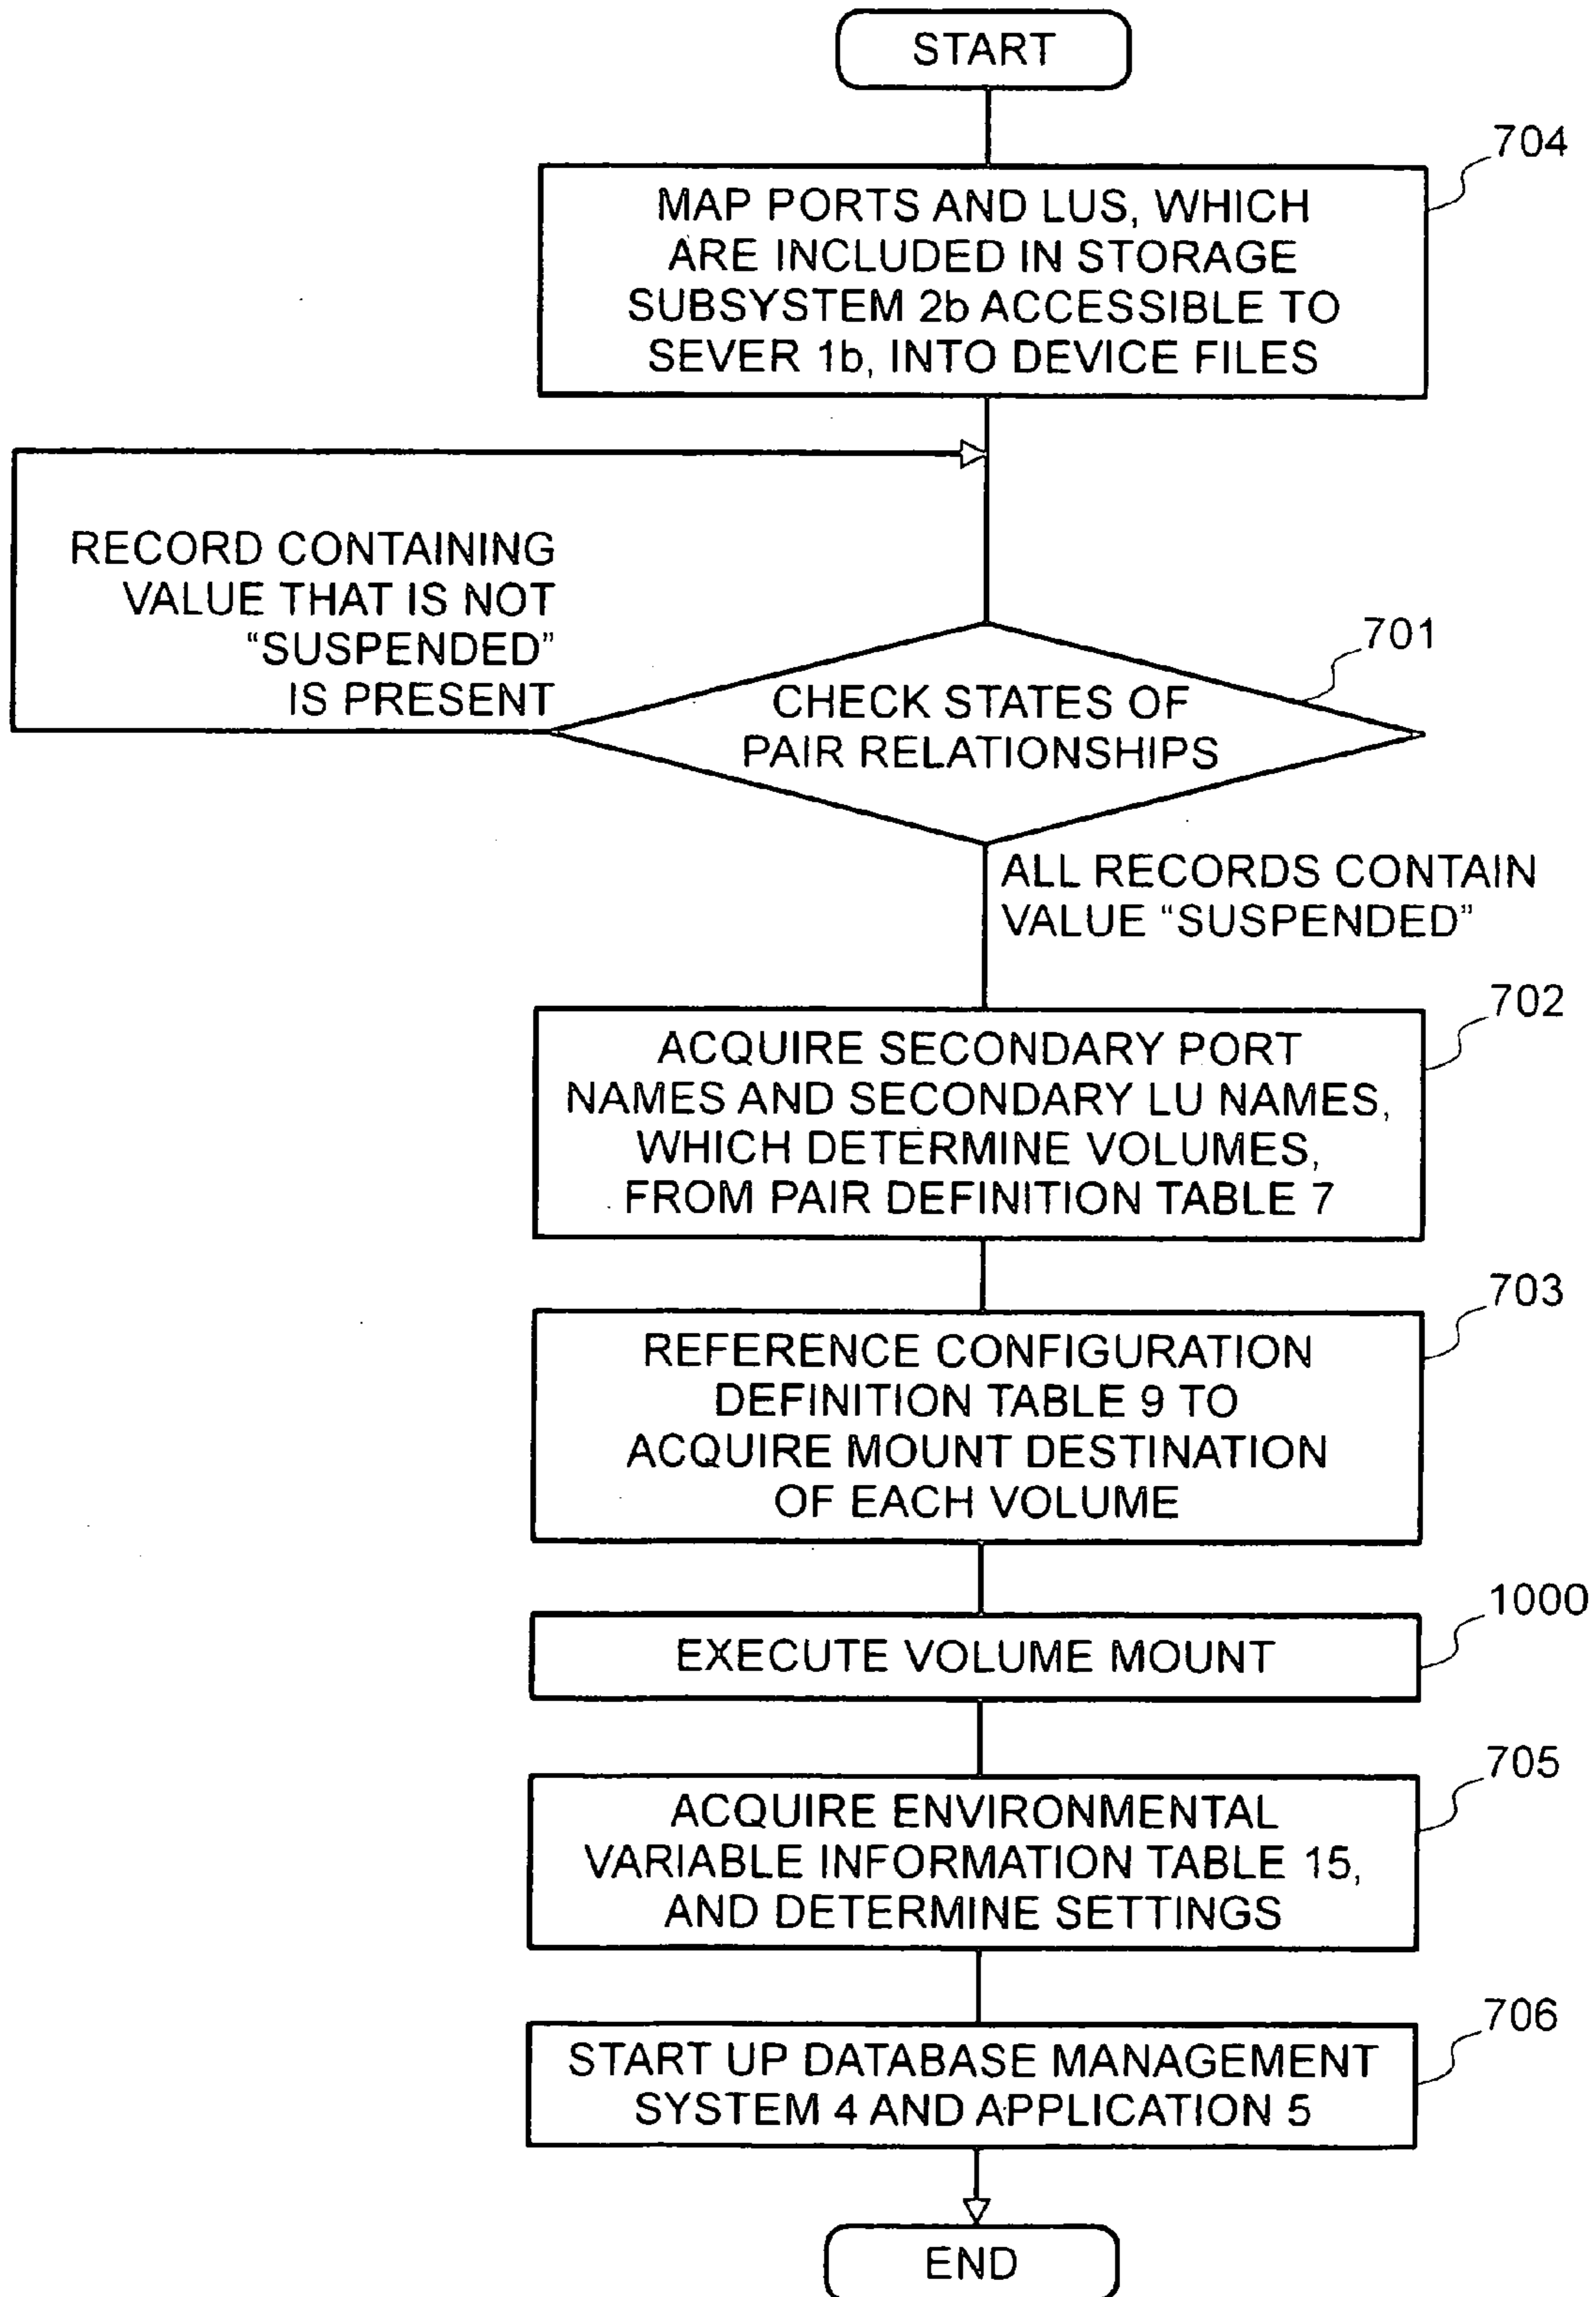 START
704
MAP PORTS AND LUS, WHICH
ARE INCLUDED IN STORAGE
SUBSYSTEM 2b ACCESSIBLE TO
SEVER 1b, INTO DEVICE FILES
RECORD CONTAINING
VALUE THAT IS NOT
“SUSPENDED”
IS PRESENT
701
CHECK STATES OF
PAIR RELATIONSHIPS
ALL RECORDS CONTAIN
VALUE “SUSPENDED”
702
ACQUIRE SECONDARY PORT
NAMES AND SECONDARY LU NAMES,
WHICH DETERMINE VOLUMES,
FROM PAIR DEFINITION TABLE 7
703
REFERENCE CONFIGURATION
DEFINITION TABLE 9 TO
ACQUIRE MOUNT DESTINATION
OF EACH VOLUME
1000
EXECUTE VOLUME MOUNT
705
ACQUIRE ENVIRONMENTAL
VARIABLE INFORMATION TABLE 15,
AND DETERMINE SETTINGS
706
START UP DATABASE MANAGEMENT
SYSTEM 4 AND APPLICATION 5
END